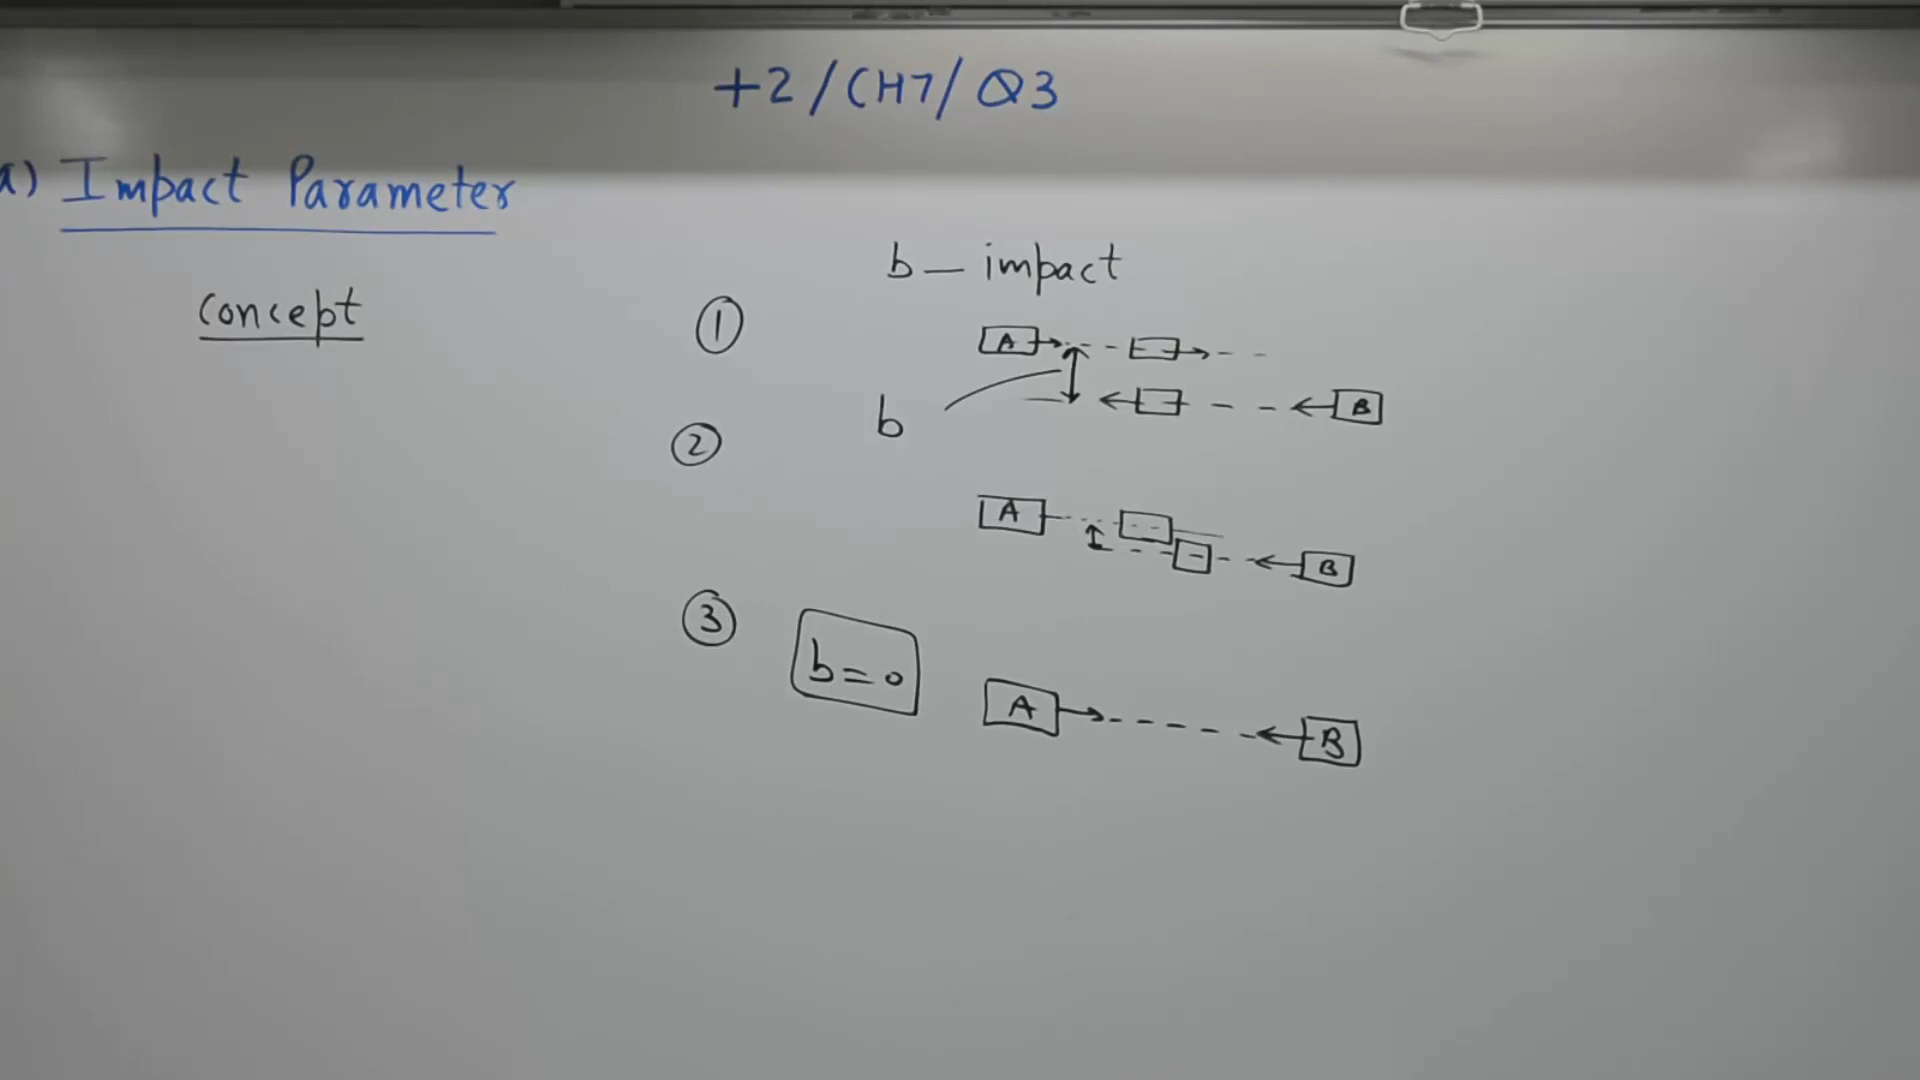 +2/CH7/Q3
a) Impact Parameter
b – impact
concept
①
A
b
B
②
A
B
③
b=0
A
B